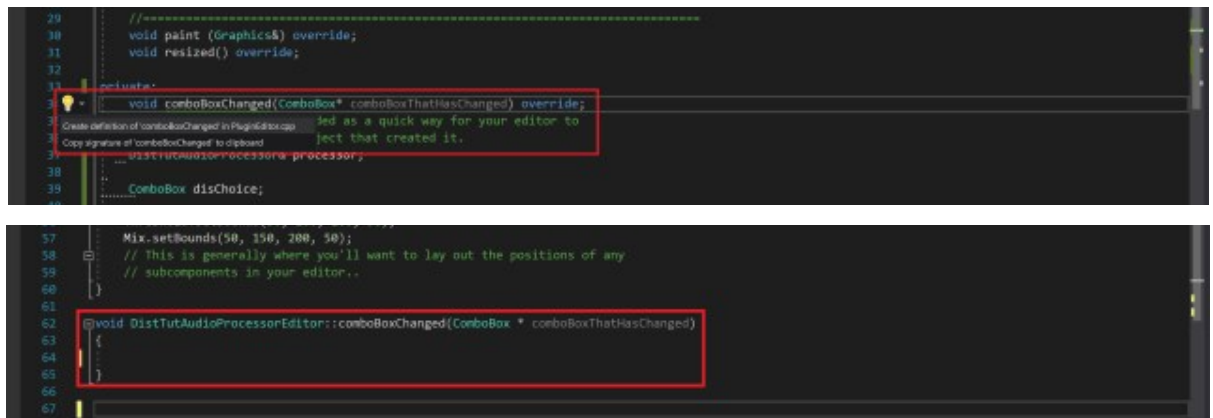 29 //==============================================================================
30 void paint (Graphics&) override;
31 void resized() override;
32
33 private:
3 void comboBoxChanged(ComboBox* comboBoxThatHasChanged) override;
3 Create definition of 'comboBoxChanged' in PluginEditor.cpp ded as a quick way for your editor to
3 Copy signature of 'comboBoxChanged' to clipboard ject that created it.
37 DistTutAudioProcessor& processor;
38
39 ComboBox disChoice;
57 Mix.setBounds(50, 150, 200, 50);
58 // This is generally where you'll want to lay out the positions of any
59 // subcomponents in your editor..
60 }
61
62 void DistTutAudioProcessorEditor::comboBoxChanged(ComboBox * comboBoxThatHasChanged)
63 {
64
65 }
66
67